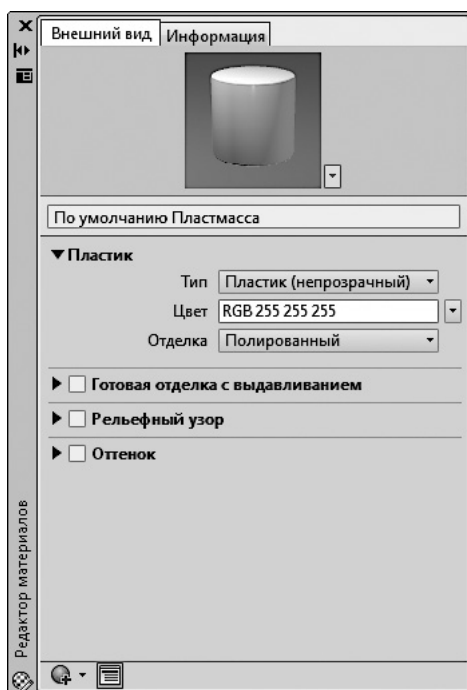 Внешний вид Информация
По умолчанию Пластмасса
Пластик
Тип Пластик (непрозрачный)
Цвет RGB 255 255 255
Отделка Полированный
Готовая отделка с выдавливанием
Рельефный узор
Оттенок
Редактор материалов